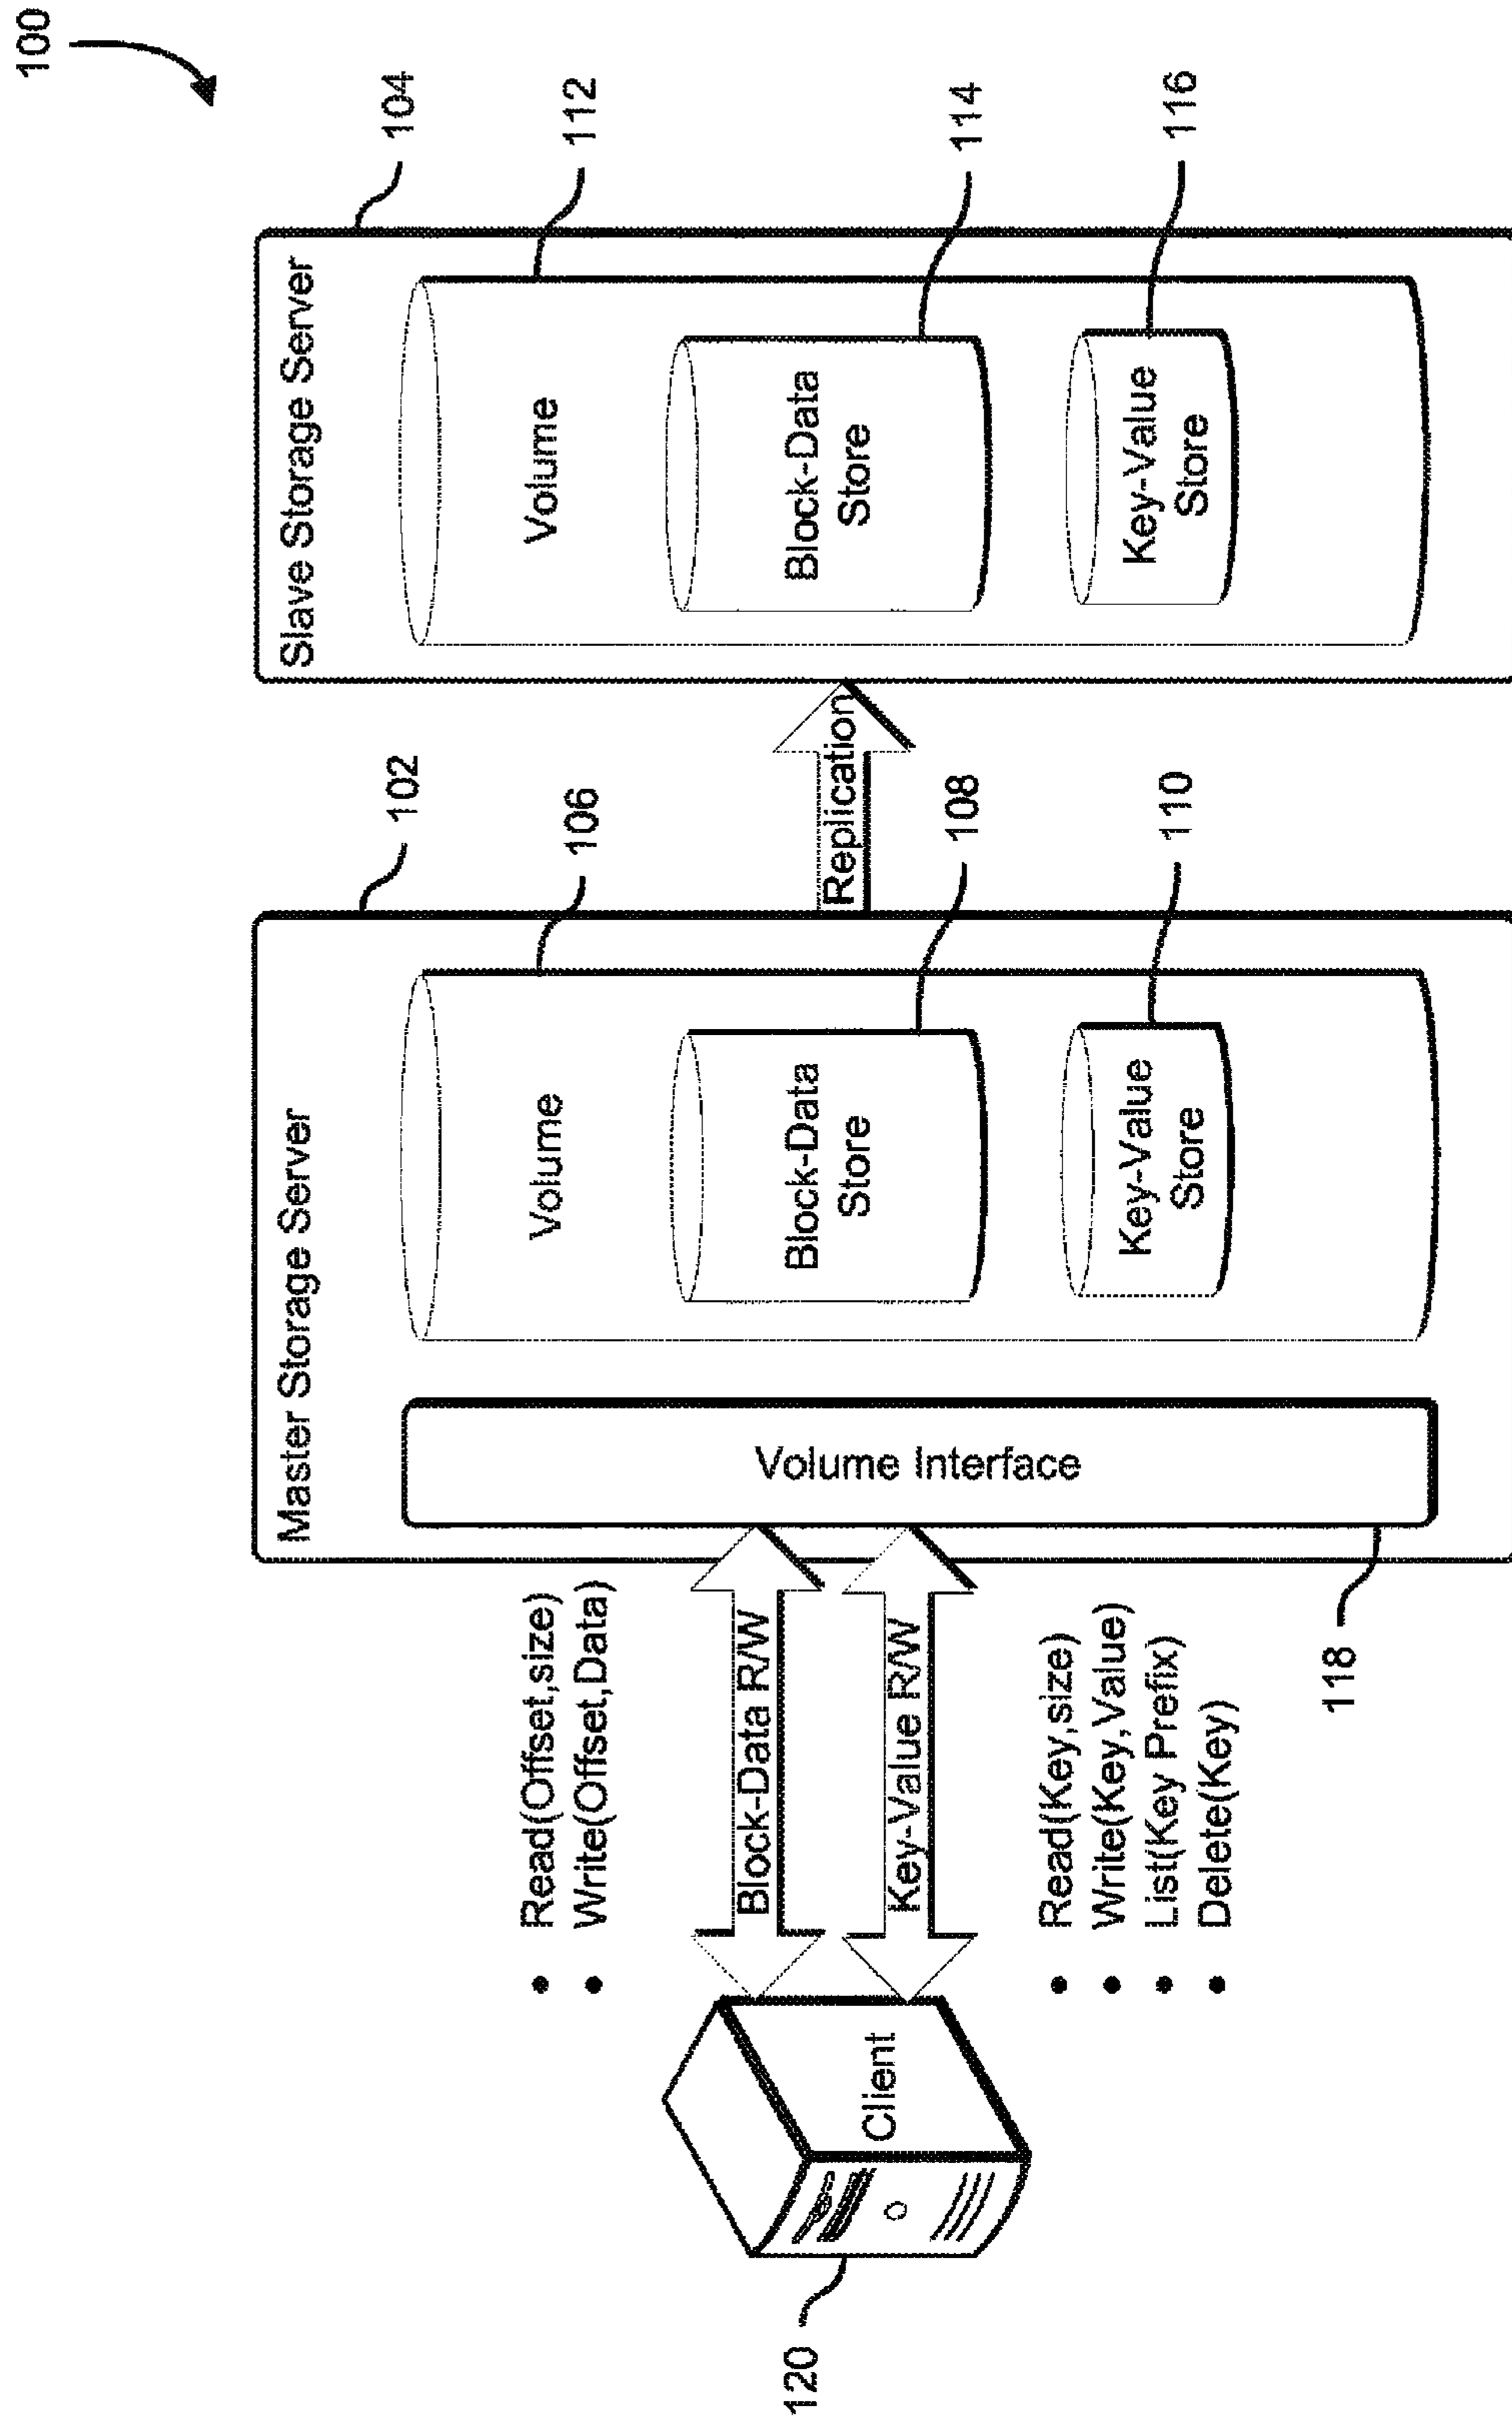 100
Master Storage Server
102
Slave Storage Server
104
Volume
106
Volume
112
• Read(Offset,size)
• Write(Offset,Data)
Block-Data R/W
Block-Data
Store
108
Replication
Block-Data
Store
114
Client
120
Key-Value R/W
Volume Interface
118
Key-Value
Store
110
Key-Value
Store
116
• Read(Key,size)
• Write(Key,Value)
• List(Key Prefix)
• Delete(Key)